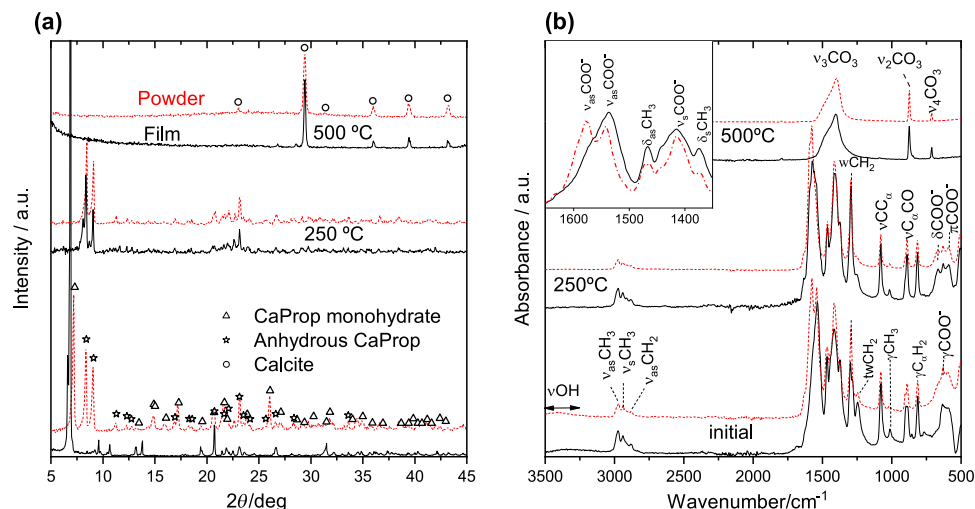 (a)
Powder
Film
500 ºC
250 ºC
CaProp monohydrate
Anhydrous CaProp
Calcite
Intensity / a.u.
5 10 15 20 25 30 35 40 45
2θ/deg
(b)
ν₃CO₃
ν₂CO₃
ν₄CO₃
500ºC
νasCOO⁻
νasCOO⁻
δasCH₃
νsCOO⁻
δsCH₃
1600 1500 1400
wCH₂
νCCα
νCαCO
δCOO⁻
πCOO⁻
250ºC
νasCH₃
νsCH₃
νasCH₂
νOH
twCH₂
γCH₃
γCαH₂
γCOO⁻
initial
Absorbance / a.u.
3500 3000 2500 2000 1500 1000 500
Wavenumber/cm⁻¹